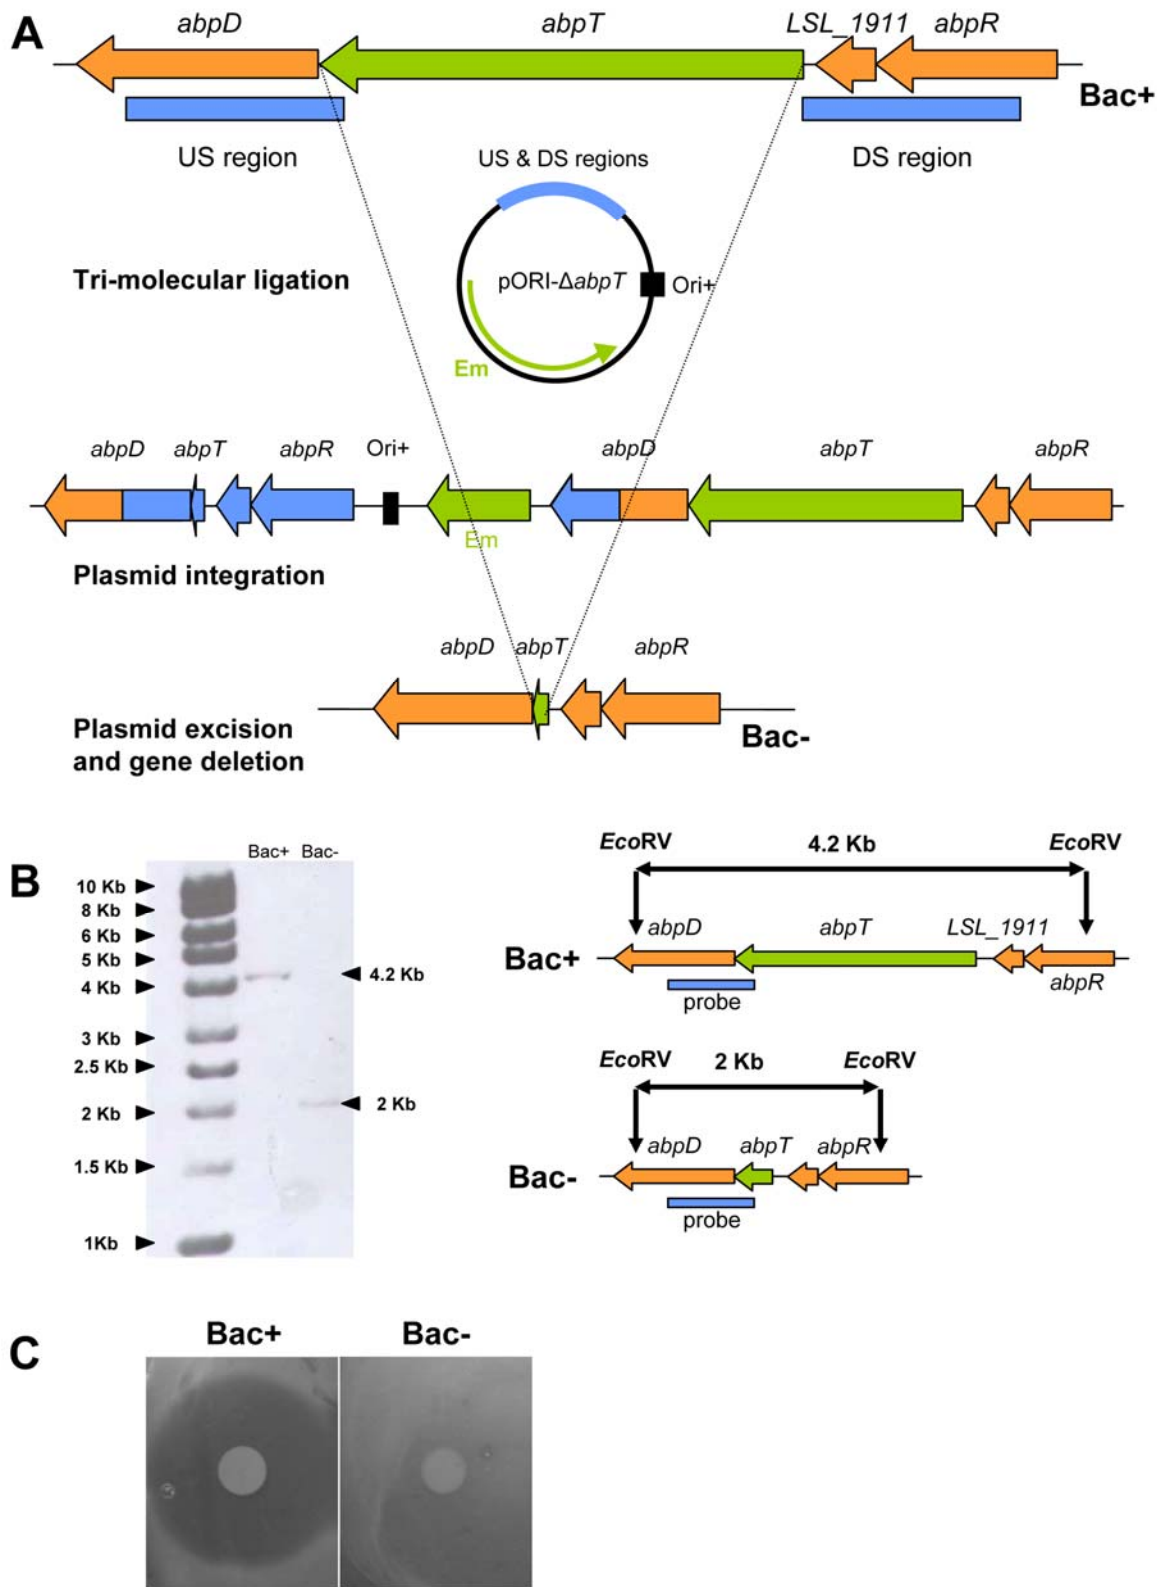 A
abpD abpT LSL_1911 abpR
Bac+
US region DS region
US & DS regions
Tri-molecular ligation
pORI-ΔabpT Ori+
Em
abpD abpT abpR Ori+ abpD abpT abpR
Em
Plasmid integration
abpD abpT abpR
Plasmid excision
and gene deletion
Bac-
B
Bac+ Bac-
10 Kb
8 Kb
6 Kb
5 Kb
4 Kb
3 Kb
2.5 Kb
2 Kb
1.5 Kb
1Kb
4.2 Kb
2 Kb
EcoRV 4.2 Kb EcoRV
abpD abpT LSL_1911
Bac+
abpR
probe
EcoRV 2 Kb EcoRV
abpD abpT abpR
Bac-
probe
C
Bac+ Bac-